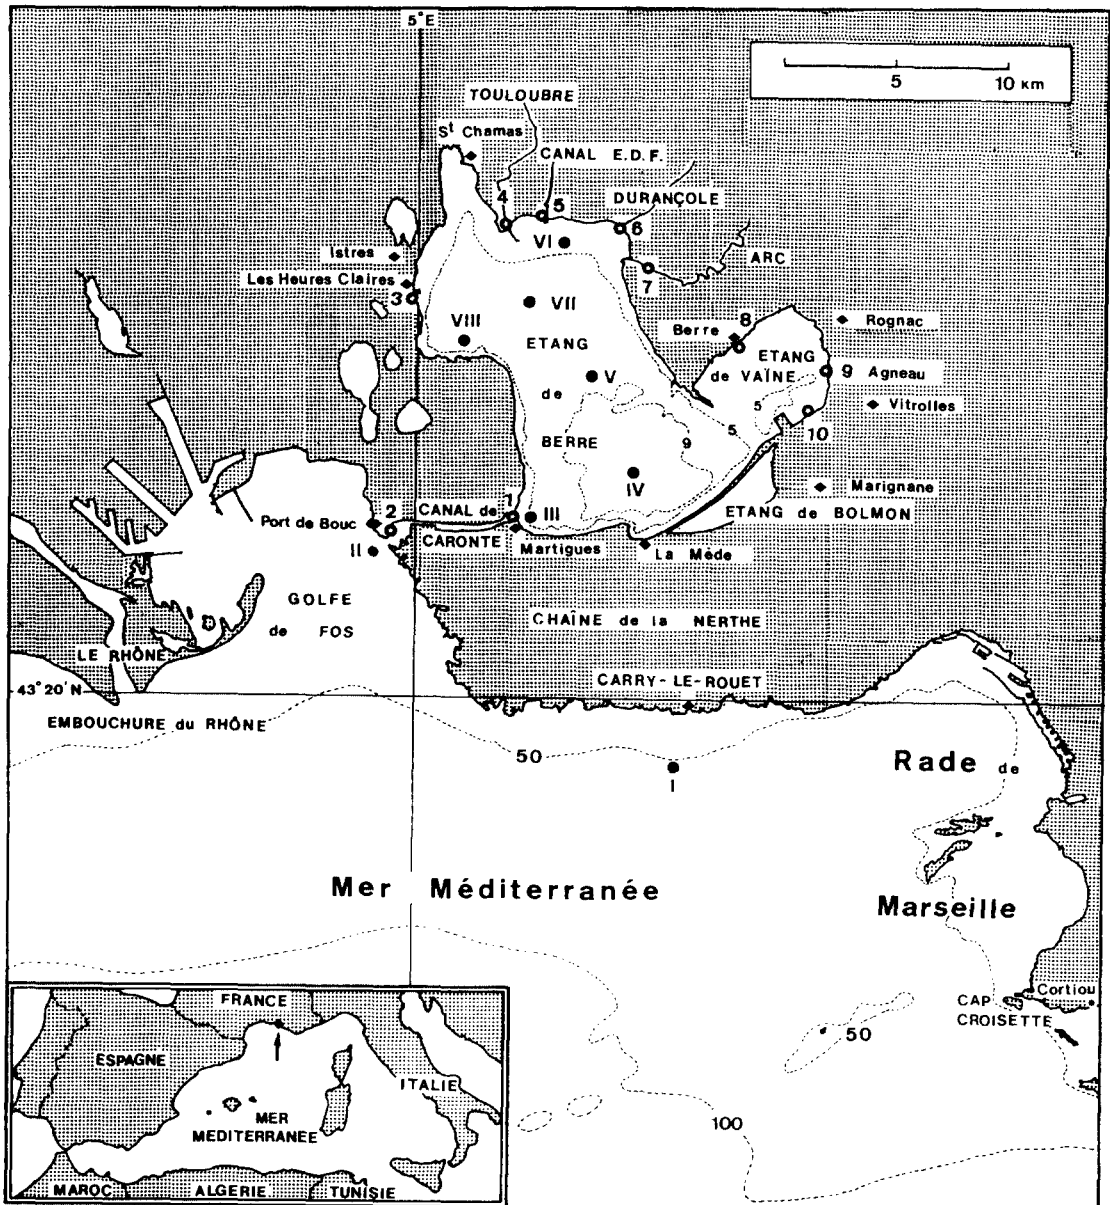 5°E
5
10 KM
TOULOUBRE
St Chamas
CANAL E.D.F.
DURANÇOLE
4
5
6
VI
ARC
Istres
7
Les Heures Claires
3
VII
8
Rognac
VIII
Berre
ETANG
ETANG
de VAÏNE
9 Agneau
V
de
5
Vitrolles
BERRE
9
5
10
IV
Marignane
1
Port de Bouc
2
CANAL de
III
ETANG de BOLMON
CARONTE
Martigues
II
La Mède
GOLFE
de FOS
CHAÎNE de la NERTHE
LE RHÔNE
43°20'N
CARRY-LE-ROUET
EMBOUCHURE du RHÔNE
50
Rade de
I
Mer Méditerranée
Marseille
Cortiou
CAP
CROISETTE
50
100
FRANCE
ESPAGNE
ITALIE
MER
MEDITERRANÉE
MAROC
ALGERIE
TUNISIE